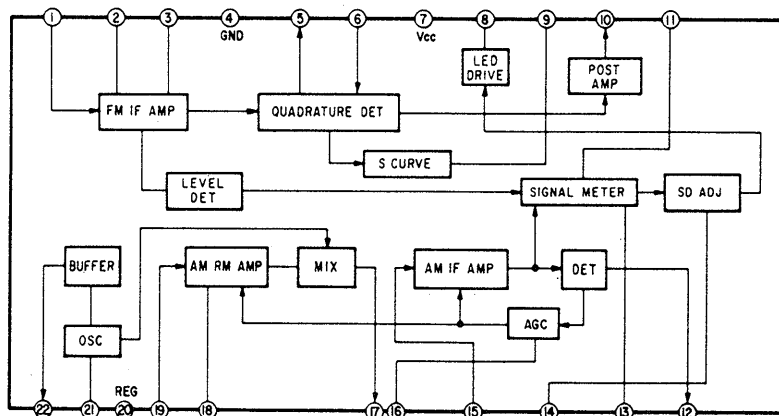 1 2 3 4 5 6 7 8 9 10 11
GND
Vcc
LED
DRIVE
POST
AMP
FM IF AMP
QUADRATURE DET
S CURVE
LEVEL
DET
SIGNAL METER
SD ADJ
BUFFER
AM RM AMP
MIX
AM IF AMP
DET
OSC
AGC
REG
22 21 20 19 18 17 16 15 14 13 12